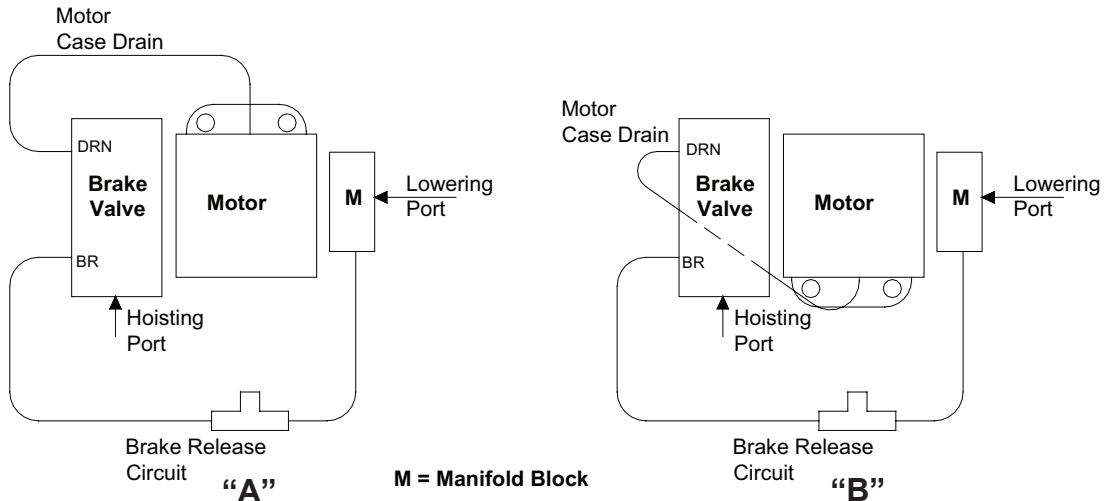 Motor
Case Drain
DRN
Brake
Valve
Motor
M
Lowering
Port
BR
Hoisting
Port
Brake Release
Circuit
“A”
M = Manifold Block
Motor
Case Drain
DRN
Brake
Valve
Motor
M
Lowering
Port
BR
Hoisting
Port
Brake Release
Circuit
“B”